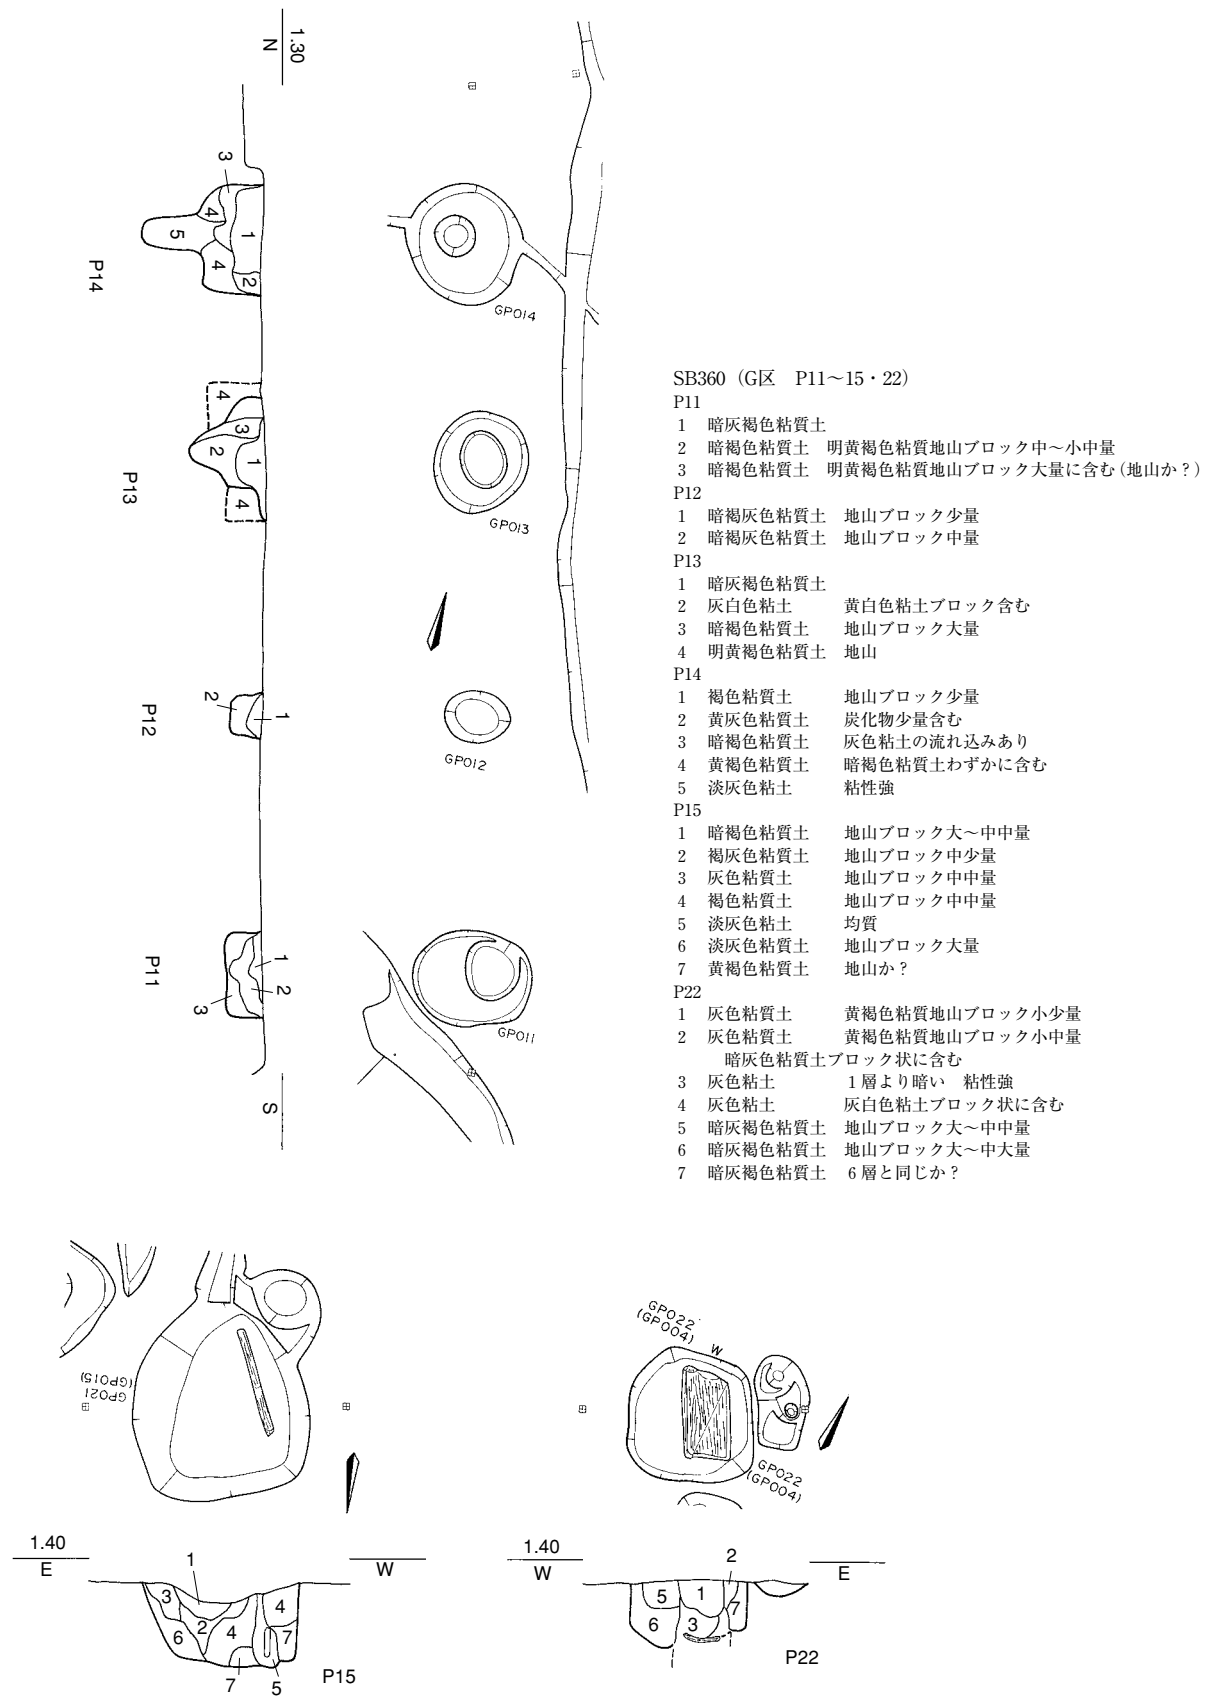 1.30
N
3
4
5
1
4
2
P14
GPO14
4
3
2
1
4
P13
GPO13
2
1
P12
GPO12
1
2
3
P11
GPO11
S
SB360（G区　P11～15・22）
P11
1　暗灰褐色粘質土
2　暗褐色粘質土　明黄褐色粘質地山ブロック中～小中量
3　暗褐色粘質土　明黄褐色粘質地山ブロック大量に含む（地山か？）
P12
1　暗褐灰色粘質土　地山ブロック少量
2　暗褐灰色粘質土　地山ブロック中量
P13
1　暗灰褐色粘質土
2　灰白色粘土　黄白色粘土ブロック含む
3　暗褐色粘質土　地山ブロック大量
4　明黄褐色粘質土　地山
P14
1　褐色粘質土　地山ブロック少量
2　黄灰色粘質土　炭化物少量含む
3　暗褐色粘質土　灰色粘土の流れ込みあり
4　黄褐色粘質土　暗褐色粘質土わずかに含む
5　淡灰色粘土　粘性強
P15
1　暗褐色粘質土　地山ブロック大～中中量
2　褐灰色粘質土　地山ブロック中少量
3　灰色粘質土　地山ブロック中中量
4　褐色粘質土　地山ブロック中中量
5　淡灰色粘土　均質
6　淡灰色粘質土　地山ブロック大量
7　黄褐色粘質土　地山か？
P22
1　灰色粘質土　黄褐色粘質地山ブロック小少量
2　灰色粘質土　黄褐色粘質地山ブロック小中量
暗灰色粘質土ブロック状に含む
3　灰色粘土　１層より暗い　粘性強
4　灰色粘土　灰白色粘土ブロック状に含む
5　暗灰褐色粘質土　地山ブロック大～中中量
6　暗灰褐色粘質土　地山ブロック大～中大量
7　暗灰褐色粘質土　６層と同じか？
GPO21
(GPO15)
GPO22
(GPO04)
W
GPO22
(GPO04)
1.40
E
W
1
3
2
4
6
4
7
7
5
P15
1.40
W
E
2
5
1
6
3
7
P22